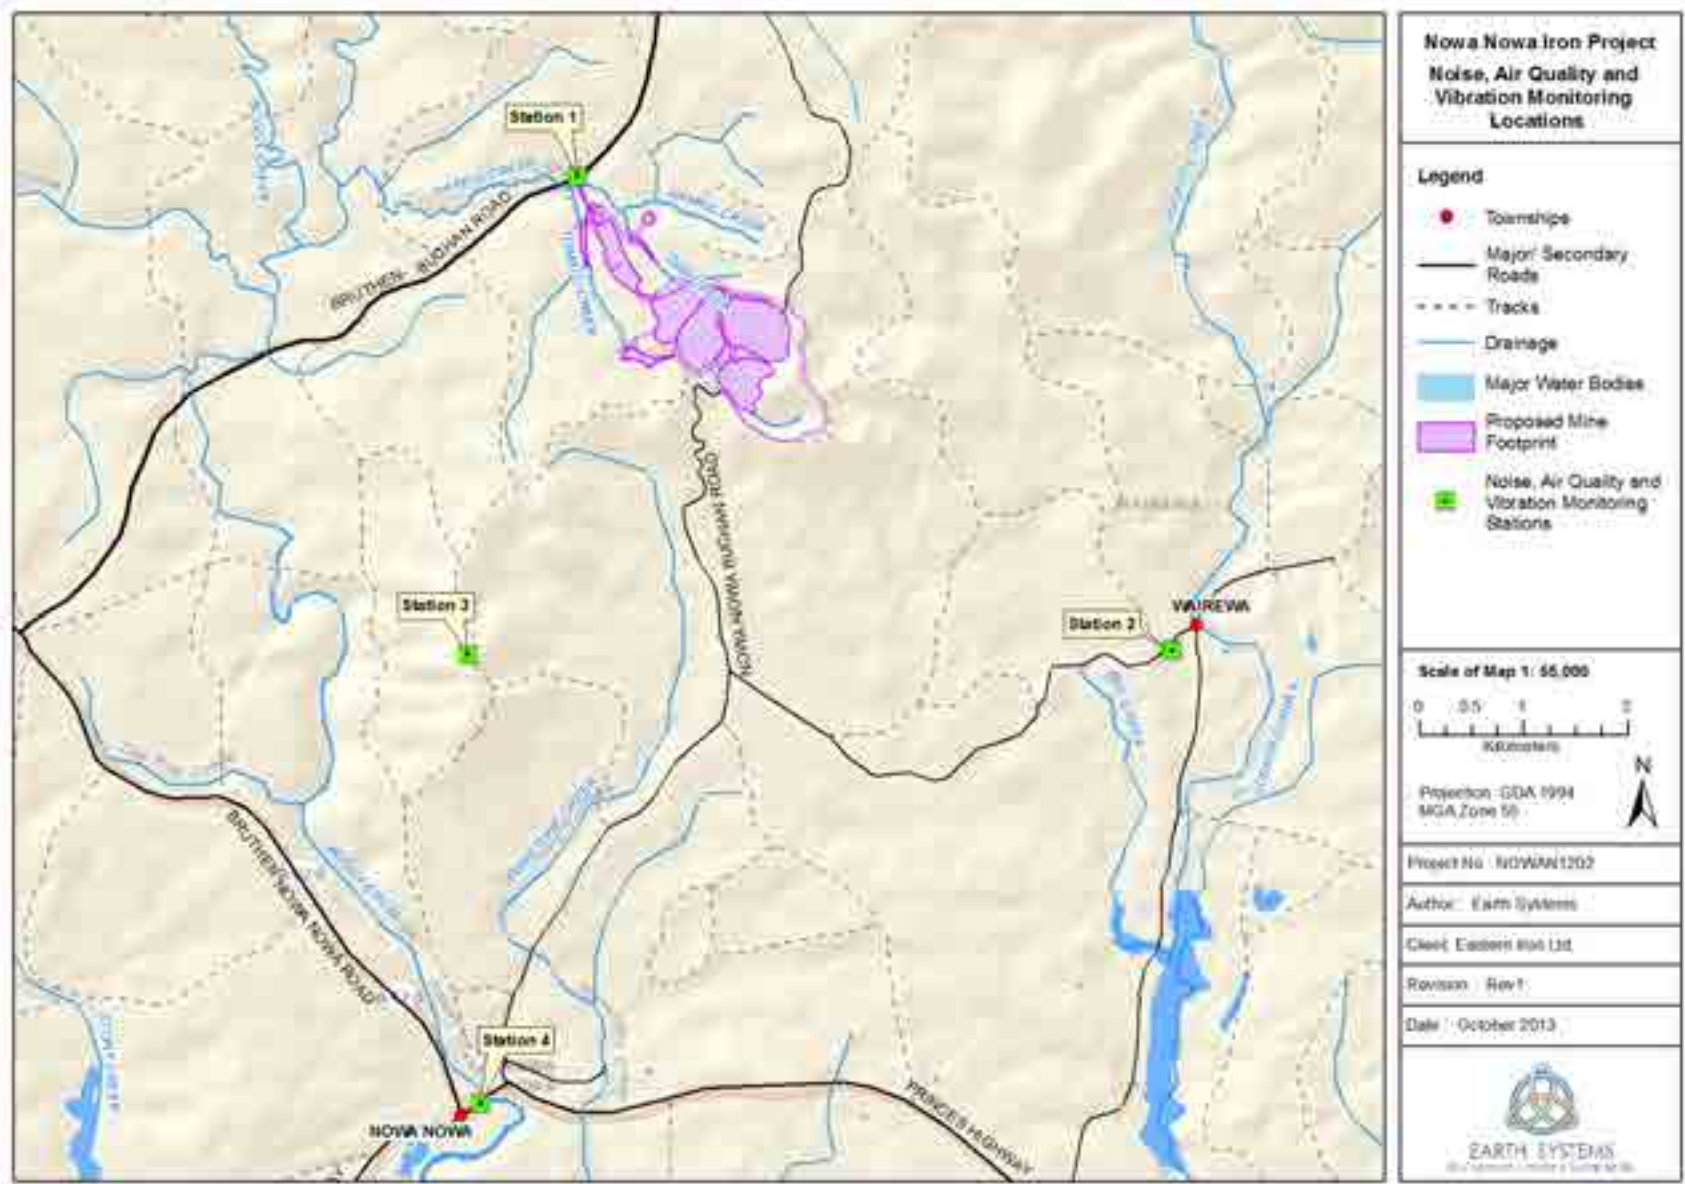 Station 1
BRUTHEN- BUCHAN ROAD
NOWA NOWA BUCHAN ROAD
Station 3
WAIREWA
Station 2
BRUTHEN NOWA NOWA ROAD
Station 4
NOWA NOWA
PRINCES HIGHWAY
Nowa Nowa Iron Project
Noise, Air Quality and
Vibration Monitoring
Locations
Legend
Townships
Major/ Secondary
Roads
Tracks
Drainage
Major Water Bodies
Proposed Mine
Footprint
Noise, Air Quality and
Vibration Monitoring
Stations
Scale of Map 1: 55,000
0 0.5 1 2
Kilometers
N
Projection: GDA 1994
MGA Zone 55
Project No: NOWAN1202
Author: Earth Systems
Client: Eastern Iron Ltd.
Revision: Rev1
Date: October 2013
EARTH SYSTEMS